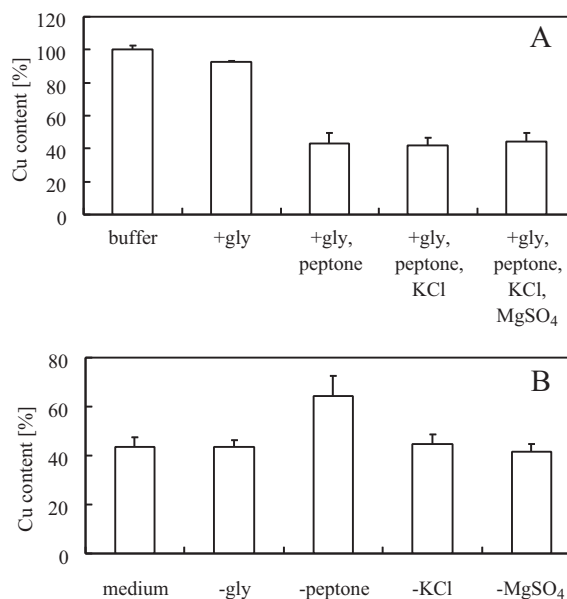 A
120
100
80
60
40
20
0
Cu content [%]
buffer +gly +gly, +gly, +gly,
peptone peptone, peptone,
KCl KCl,
MgSO₄
B
80
60
40
20
0
Cu content [%]
medium -gly -peptone -KCl -MgSO₄